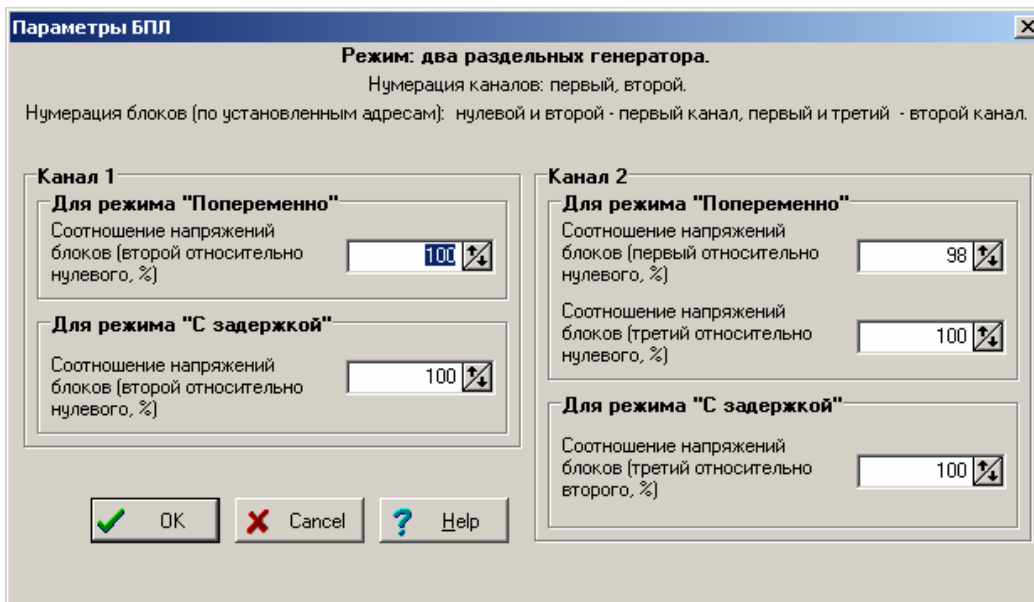 Параметры БПЛ
Режим: два раздельных генератора.
Нумерация каналов: первый, второй.
Нумерация блоков (по установленным адресам): нулевой и второй - первый канал, первый и третий - второй канал.
Канал 1
Для режима "Попеременно"
Соотношение напряжений
блоков (второй относительно
нулевого, %)
100
Для режима "С задержкой"
Соотношение напряжений
блоков (второй относительно
нулевого, %)
100
Канал 2
Для режима "Попеременно"
Соотношение напряжений
блоков (первый относительно
нулевого, %)
98
Соотношение напряжений
блоков (третий относительно
нулевого, %)
100
Для режима "С задержкой"
Соотношение напряжений
блоков (третий относительно
второго, %)
100
OK
Cancel
Help